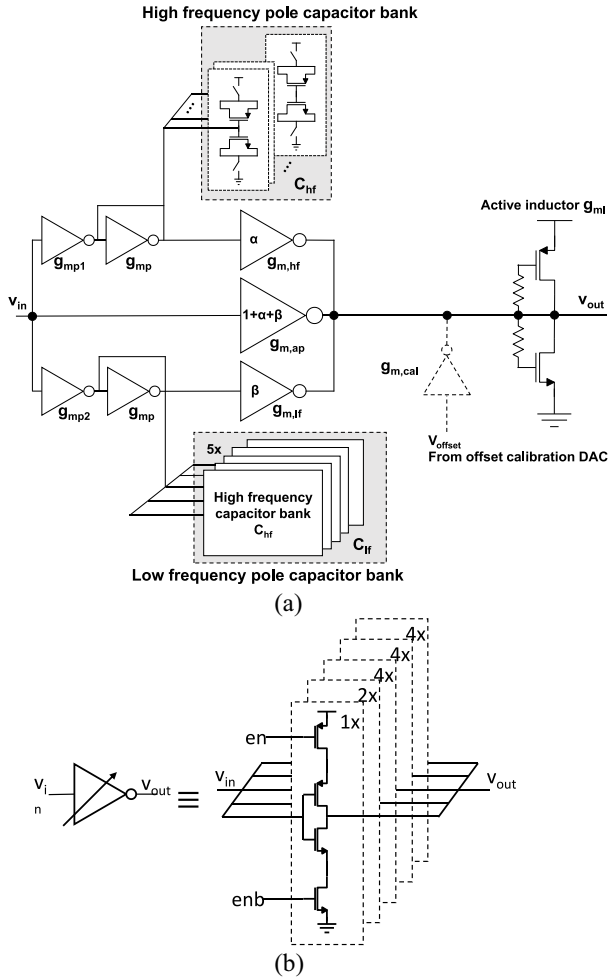 High frequency pole capacitor bank
C_hf
g_mp1
g_mp
α
g_m,hf
Active inductor g_ml
v_in
1+α+β
g_m,ap
v_out
g_mp2
g_mp
β
g_m,lf
g_m,cal
V_offset
From offset calibration DAC
5x
High frequency
capacitor bank
C_hf
C_lf
Low frequency pole capacitor bank
(a)
4x
4x
4x
2x
1x
en
v_i
n
v_out
≡
v_in
v_out
enb
(b)